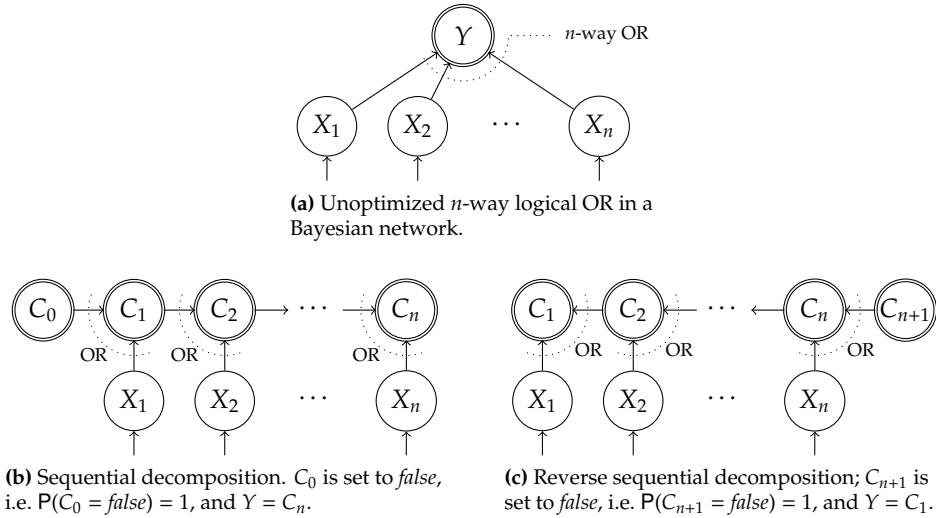 Y
n-way OR
X₁ X₂ ⋯ Xₙ
(a) Unoptimized n-way logical OR in a
Bayesian network.
C₀ C₁ C₂ ⋯ Cₙ
OR OR OR
X₁ X₂ ⋯ Xₙ
(b) Sequential decomposition. C₀ is set to false,
i.e. P(C₀ = false) = 1, and Y = Cₙ.
C₁ C₂ ⋯ Cₙ Cₙ₊₁
OR OR OR
X₁ X₂ ⋯ Xₙ
(c) Reverse sequential decomposition; Cₙ₊₁ is
set to false, i.e. P(Cₙ₊₁ = false) = 1, and Y = C₁.